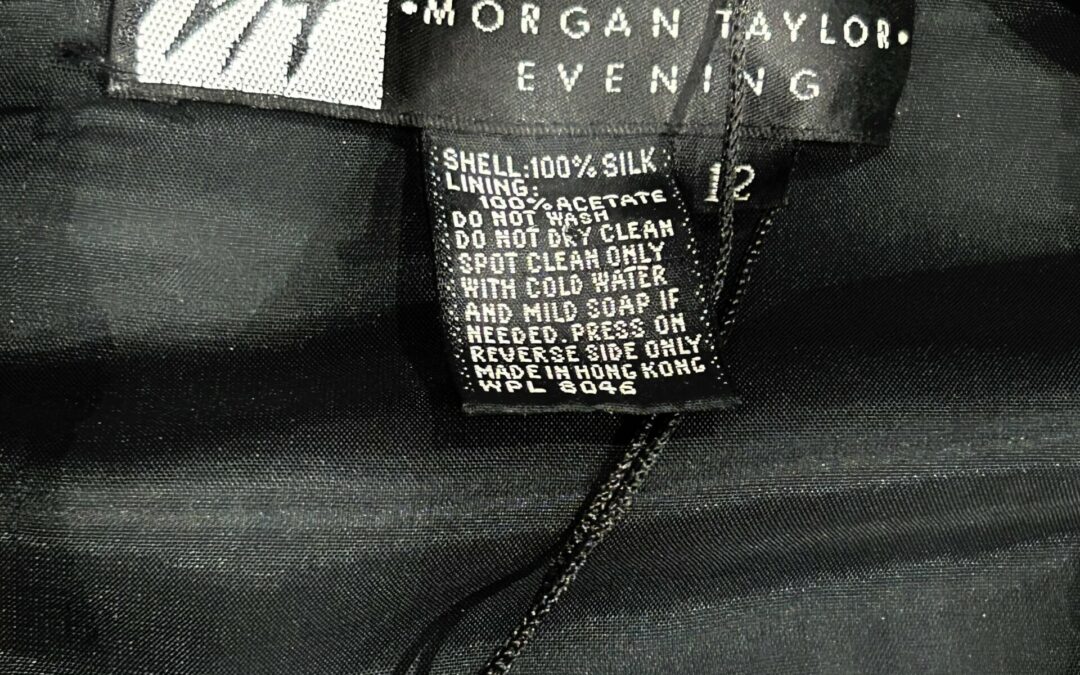 •MORGAN TAYLOR•
EVENING
12
SHELL:100% SILK
LINING:
100% ACETATE
DO NOT WASH
DO NOT DRY CLEAN
SPOT CLEAN ONLY
WITH COLD WATER
AND MILD SOAP IF
NEEDED. PRESS ON
REVERSE SIDE ONLY
MADE IN HONG KONG
WPL 8046